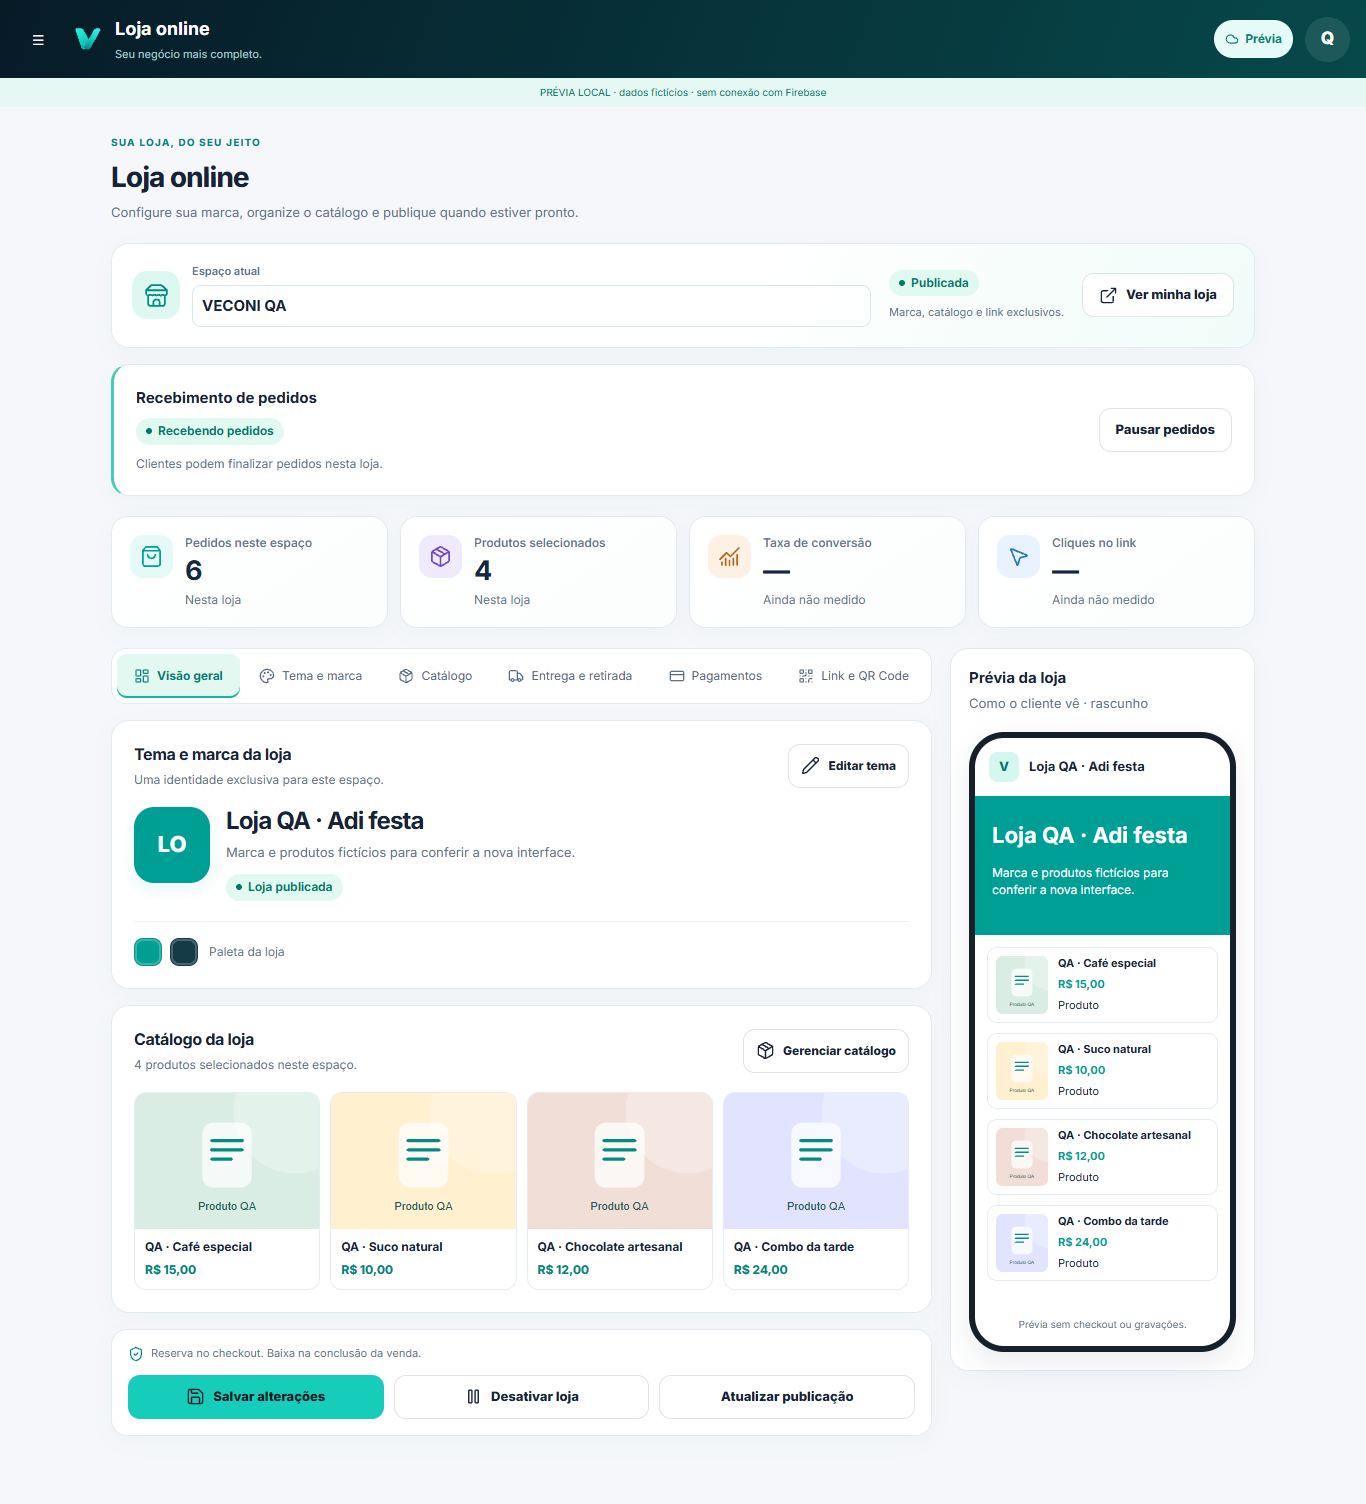 Loja online
Seu negócio mais completo.
Prévia
Q
PRÉVIA LOCAL · dados fictícios · sem conexão com Firebase
SUA LOJA, DO SEU JEITO
Loja online
Configure sua marca, organize o catálogo e publique quando estiver pronto.
Espaço atual
VECONI QA
Publicada
Marca, catálogo e link exclusivos.
Ver minha loja
Recebimento de pedidos
Recebendo pedidos
Clientes podem finalizar pedidos nesta loja.
Pausar pedidos
Pedidos neste espaço
6
Nesta loja
Produtos selecionados
4
Nesta loja
Taxa de conversão
—
Ainda não medido
Cliques no link
—
Ainda não medido
Visão geral
Tema e marca
Catálogo
Entrega e retirada
Pagamentos
Link e QR Code
Tema e marca da loja
Uma identidade exclusiva para este espaço.
Editar tema
LO
Loja QA · Adi festa
Marca e produtos fictícios para conferir a nova interface.
Loja publicada
Paleta da loja
Catálogo da loja
4 produtos selecionados neste espaço.
Gerenciar catálogo
Produto QA
QA · Café especial
R$ 15,00
Produto QA
QA · Suco natural
R$ 10,00
Produto QA
QA · Chocolate artesanal
R$ 12,00
Produto QA
QA · Combo da tarde
R$ 24,00
Reserva no checkout. Baixa na conclusão da venda.
Salvar alterações
Desativar loja
Atualizar publicação
Prévia da loja
Como o cliente vê · rascunho
V
Loja QA · Adi festa
Loja QA · Adi festa
Marca e produtos fictícios para
conferir a nova interface.
Produto QA
QA · Café especial
R$ 15,00
Produto
Produto QA
QA · Suco natural
R$ 10,00
Produto
Produto QA
QA · Chocolate artesanal
R$ 12,00
Produto
Produto QA
QA · Combo da tarde
R$ 24,00
Produto
Prévia sem checkout ou gravações.